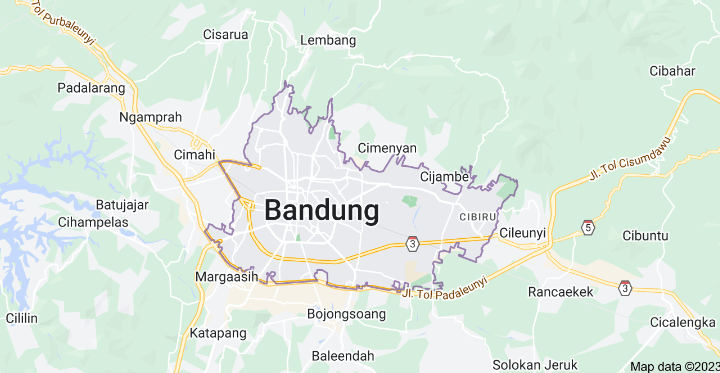 Tol Purbaleunyi
Cisarua
Lembang
Cibahar
Padalarang
Ngamprah
Cimahi
Cimenyan
Jl. Tol Cisumdawu
Cijambe
Batujajar
Cihampelas
Bandung
CIBIRU
Cileunyi
5
Cibuntu
3
Margaasih
Jl. Tol Padaleunyi
Rancaekek
3
Cililin
Katapang
Bojongsoang
Cicalengka
Baleendah
Solokan Jeruk
Map data ©2023